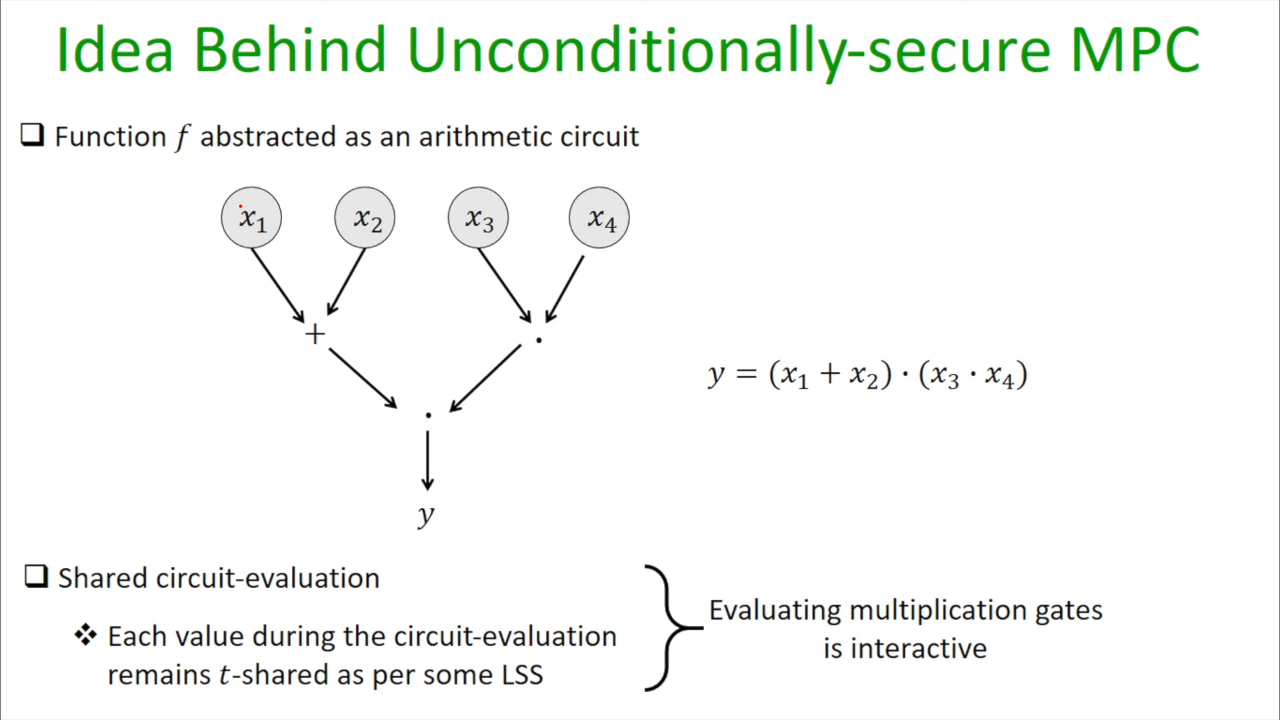 Idea Behind Unconditionally-secure MPC
❑ Function f abstracted as an arithmetic circuit
x₁ x₂ x₃ x₄
+ ·
y = (x₁ + x₂) · (x₃ · x₄)
·
y
❑ Shared circuit-evaluation
Evaluating multiplication gates
is interactive
❖ Each value during the circuit-evaluation
remains t-shared as per some LSS